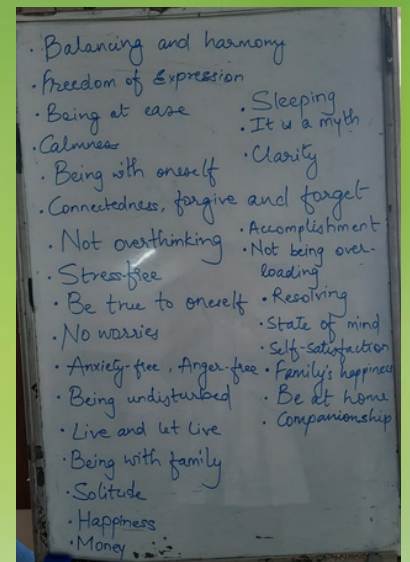 · Balancing and harmony
· Freedom of Expression
· Being at ease
· Calmness
· Being with oneself
· Connectedness, forgive and forget
· Not overthinking
· Stress-free
· Be true to oneself
· No worries
· Anxiety-free, Anger-free
· Being undisturbed
· Live and let live
· Being with family
· Solitude
· Happiness
· Money
· Sleeping
· It is a myth
· Clarity
· Accomplishment
· Not being over-
loading
· Resolving
· State of mind
· Self-satisfaction
· Family's happiness
· Be at home
· Companionship